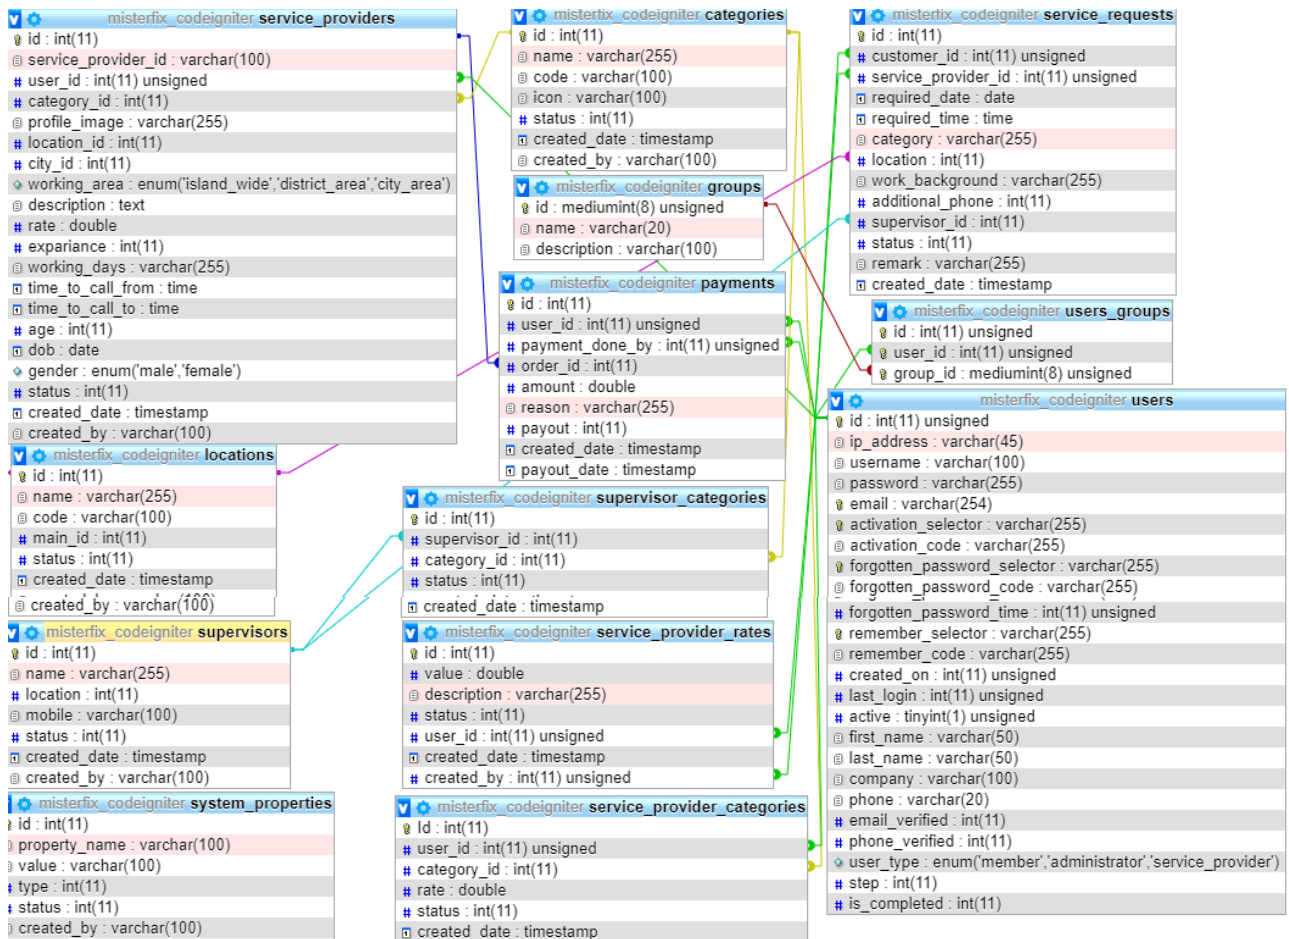 misterfix_codeigniter service_providers
id : int(11)
service_provider_id : varchar(100)
user_id : int(11) unsigned
category_id : int(11)
profile_image : varchar(255)
location_id : int(11)
city_id : int(11)
working_area : enum('island_wide','district_area','city_area')
description : text
rate : double
expariance : int(11)
working_days : varchar(255)
time_to_call_from : time
time_to_call_to : time
age : int(11)
dob : date
gender : enum('male','female')
status : int(11)
created_date : timestamp
created_by : varchar(100)
misterfix_codeigniter locations
id : int(11)
name : varchar(255)
code : varchar(100)
main_id : int(11)
status : int(11)
created_date : timestamp
created_by : varchar(100)
misterfix_codeigniter supervisors
id : int(11)
name : varchar(255)
location : int(11)
mobile : varchar(100)
status : int(11)
created_date : timestamp
created_by : varchar(100)
misterfix_codeigniter system_properties
id : int(11)
property_name : varchar(100)
value : varchar(100)
type : int(11)
status : int(11)
created_by : varchar(100)
misterfix_codeigniter categories
id : int(11)
name : varchar(255)
code : varchar(100)
icon : varchar(100)
status : int(11)
created_date : timestamp
created_by : varchar(100)
misterfix_codeigniter groups
id : mediumint(8) unsigned
name : varchar(20)
description : varchar(100)
misterfix_codeigniter payments
id : int(11)
user_id : int(11) unsigned
payment_done_by : int(11) unsigned
order_id : int(11)
amount : double
reason : varchar(255)
payout : int(11)
created_date : timestamp
payout_date : timestamp
misterfix_codeigniter supervisor_categories
id : int(11)
supervisor_id : int(11)
category_id : int(11)
status : int(11)
created_date : timestamp
misterfix_codeigniter service_provider_rates
id : int(11)
value : double
description : varchar(255)
status : int(11)
user_id : int(11) unsigned
created_date : timestamp
created_by : int(11) unsigned
misterfix_codeigniter service_provider_categories
Id : int(11)
user_id : int(11) unsigned
category_id : int(11)
rate : double
status : int(11)
created_date : timestamp
misterfix_codeigniter service_requests
id : int(11)
customer_id : int(11) unsigned
service_provider_id : int(11) unsigned
required_date : date
required_time : time
category : varchar(255)
location : int(11)
work_background : varchar(255)
additional_phone : int(11)
supervisor_id : int(11)
status : int(11)
remark : varchar(255)
created_date : timestamp
misterfix_codeigniter users_groups
id : int(11) unsigned
user_id : int(11) unsigned
group_id : mediumint(8) unsigned
misterfix_codeigniter users
id : int(11) unsigned
ip_address : varchar(45)
username : varchar(100)
password : varchar(255)
email : varchar(254)
activation_selector : varchar(255)
activation_code : varchar(255)
forgotten_password_selector : varchar(255)
forgotten_password_code : varchar(255)
forgotten_password_time : int(11) unsigned
remember_selector : varchar(255)
remember_code : varchar(255)
created_on : int(11) unsigned
last_login : int(11) unsigned
active : tinyint(1) unsigned
first_name : varchar(50)
last_name : varchar(50)
company : varchar(100)
phone : varchar(20)
email_verified : int(11)
phone_verified : int(11)
user_type : enum('member','administrator','service_provider')
step : int(11)
is_completed : int(11)